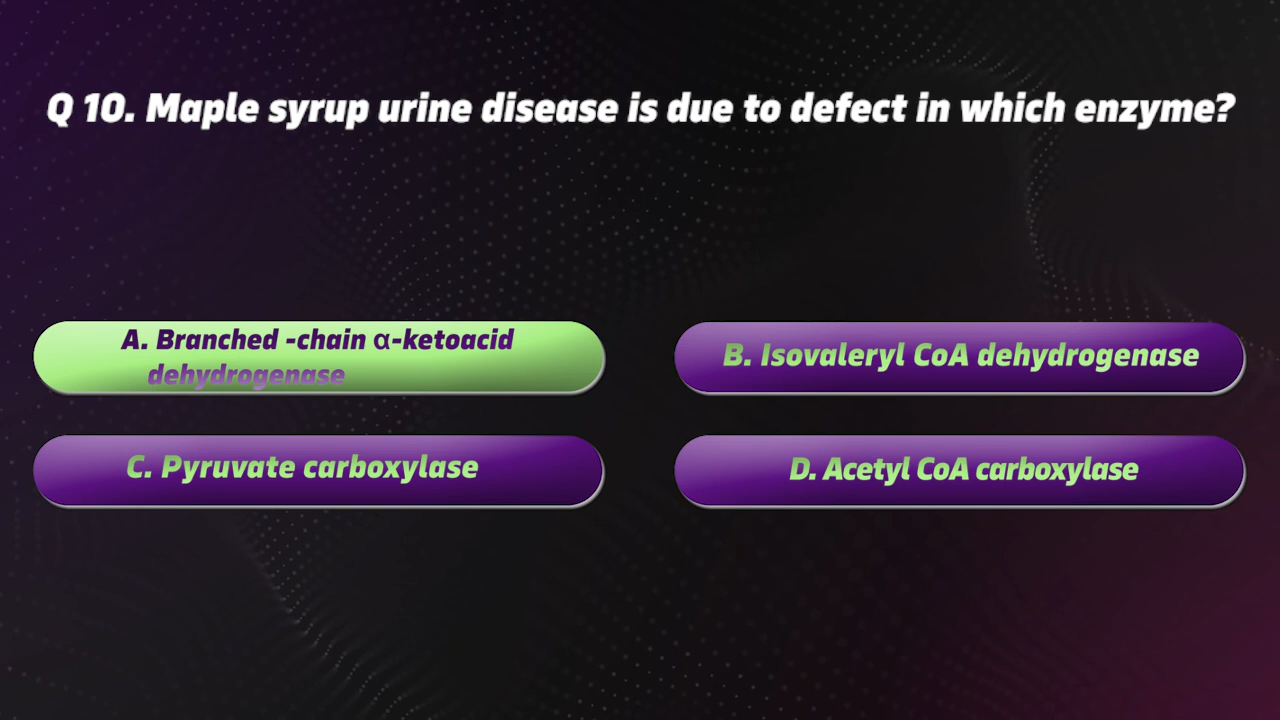 Q 10. Maple syrup urine disease is due to defect in which enzyme?
A. Branched -chain α-ketoacid
dehydrogenase
B. Isovaleryl CoA dehydrogenase
C. Pyruvate carboxylase
D. Acetyl CoA carboxylase